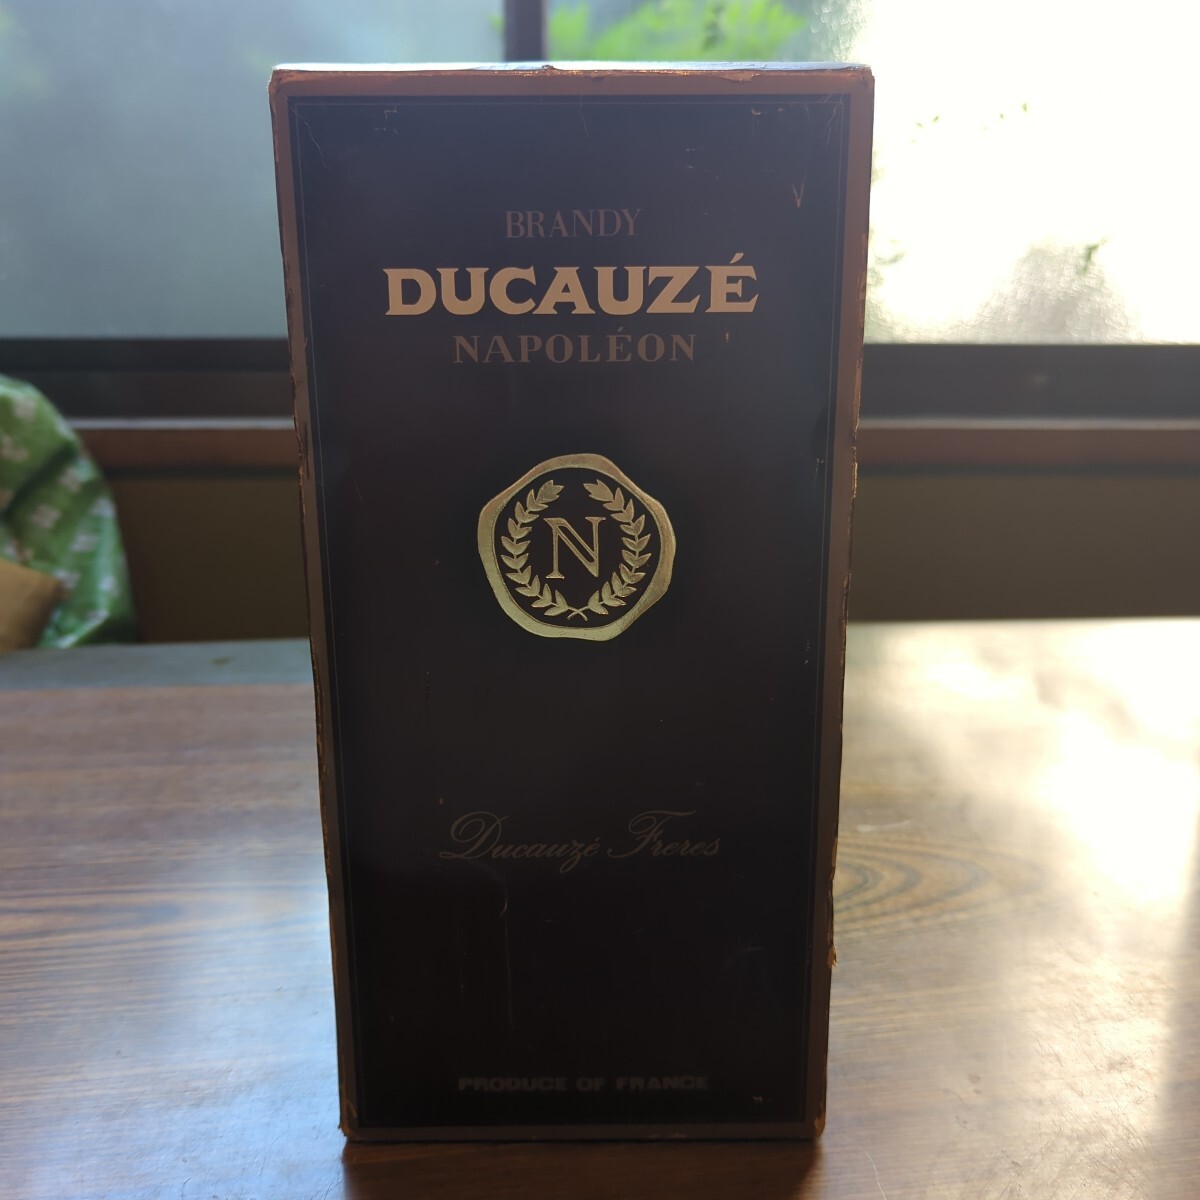 BRANDY
DUCAUZÉ
NAPOLÉON
N
Ducauzé Freres
PRODUCE OF FRANCE